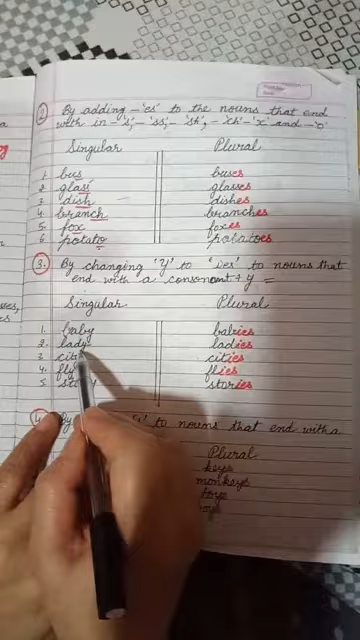 2. By adding -'es' to the nouns that end
with in -'s', -'ss', -'sh', -'ch' -'x' and -'o'
Singular Plural
1. bus buses
2. glass glasses
3. dish dishes
4. branch branches
5. fox foxes
6. potato potatoes
3. By changing 'y' to 'ies' to nouns that
end with a consonant + y =
Singular Plural
1. baby babies
2. lady ladies
3. cities
4. fly flies
5. stories
4. to nouns that end with a
Plural
keys
monkeys
toys